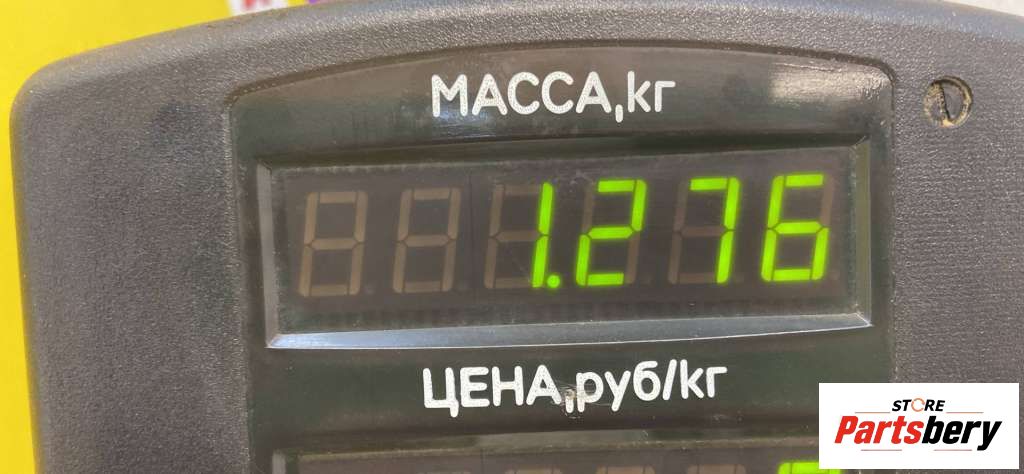 МАССА,кг
1.276
ЦЕНА,руб/кг
STORE
Partsbery